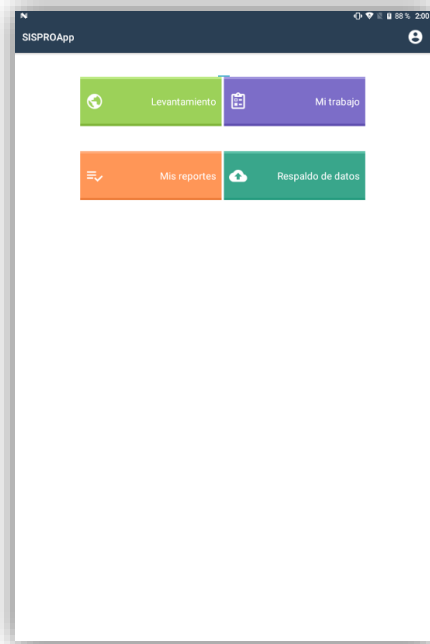 88 % 2:00
SISPROApp
Levantamiento
Mi trabajo
Mis reportes
Respaldo de datos